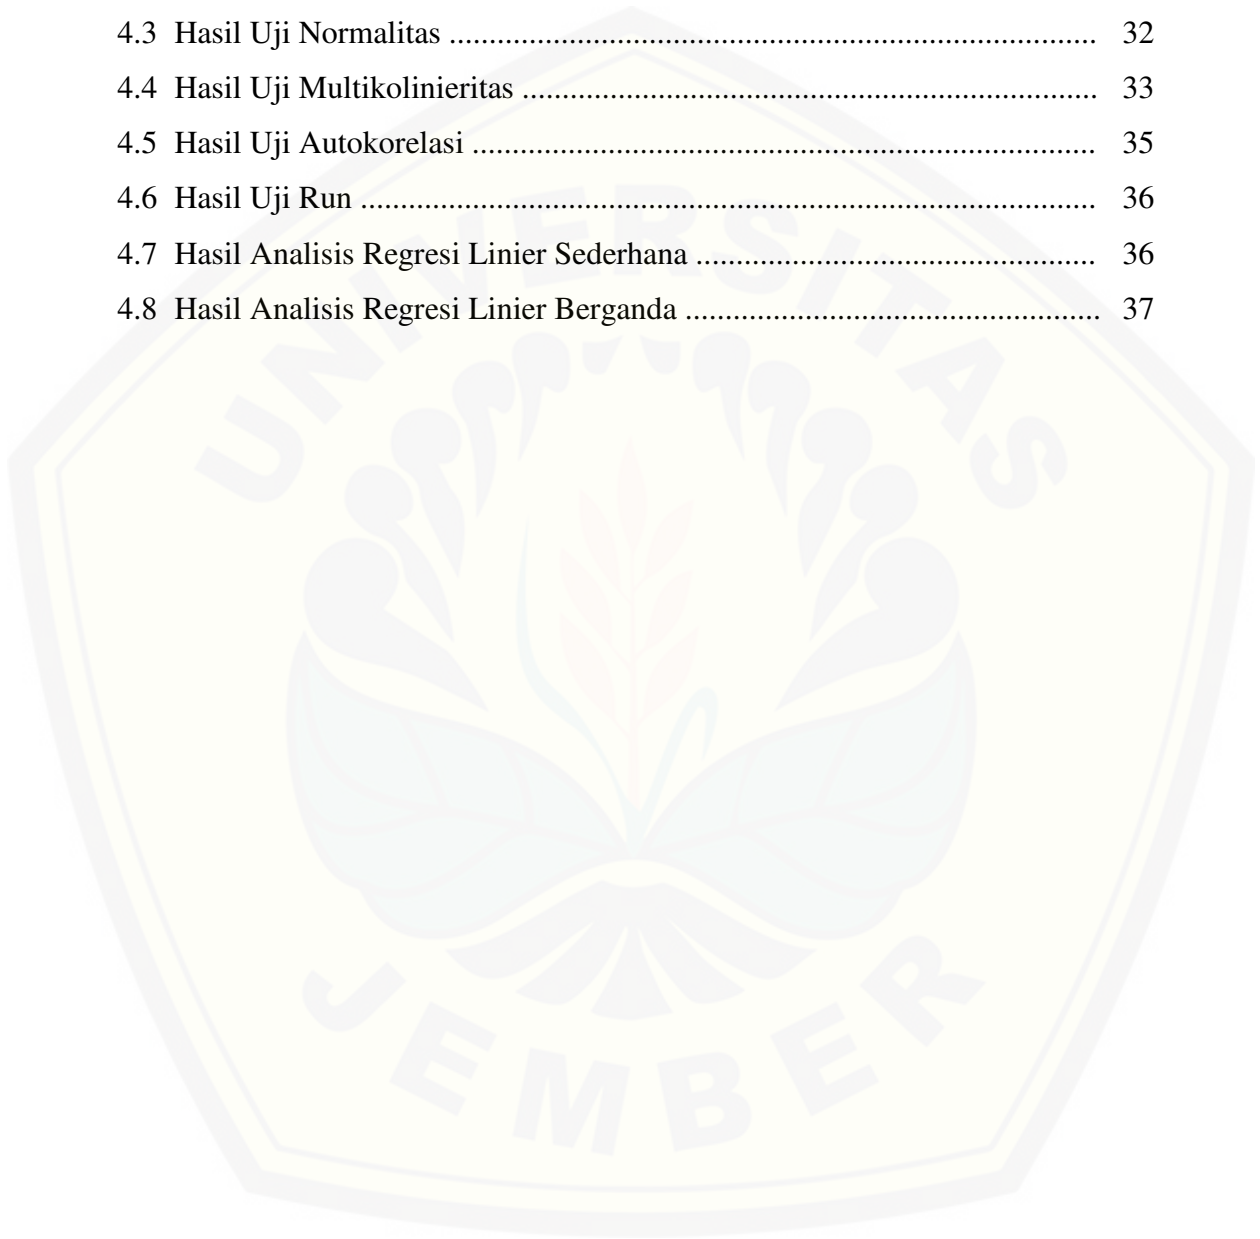 4.3 Hasil Uji Normalitas ................................................................................. 32
4.4 Hasil Uji Multikolinieritas ........................................................................ 33
4.5 Hasil Uji Autokorelasi .............................................................................. 35
4.6 Hasil Uji Run ............................................................................................ 36
4.7 Hasil Analisis Regresi Linier Sederhana .................................................. 36
4.8 Hasil Analisis Regresi Linier Berganda .................................................... 37
UNIVERSITAS
JEMBER